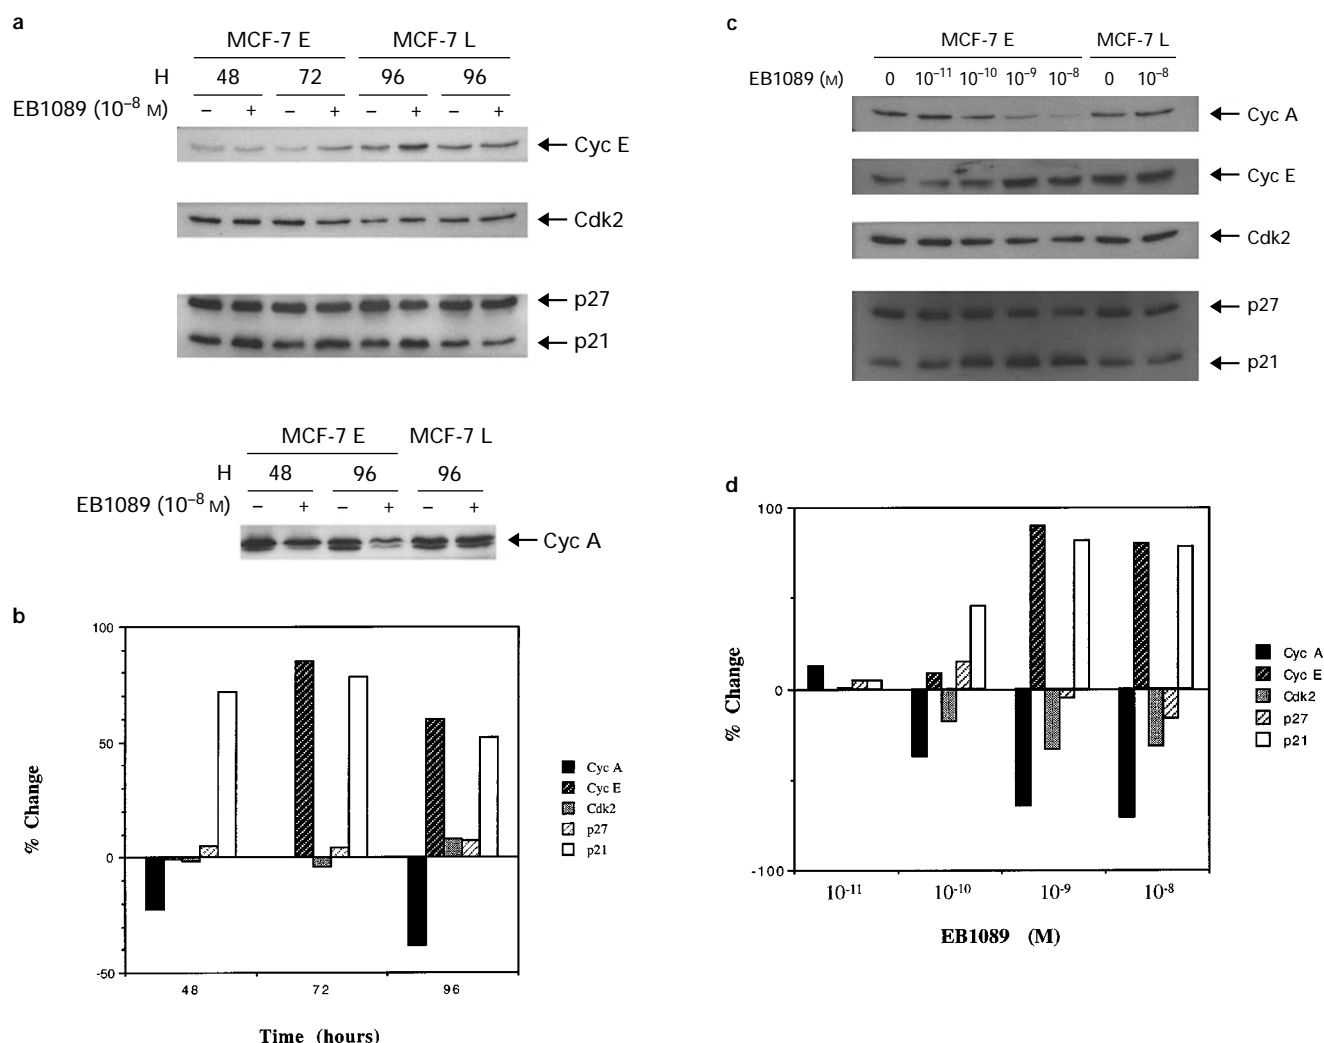 a
MCF-7 E MCF-7 L
H 48 72 96 96
EB1089 (10⁻⁸ M) – + – + – + – +
Cyc E
Cdk2
p27
p21
MCF-7 E MCF-7 L
H 48 96 96
EB1089 (10⁻⁸ M) – + – + – +
Cyc A
b
100
50
0
-50
% Change
48 72 96
Time (hours)
Cyc A
Cyc E
Cdk2
p27
p21
c
MCF-7 E MCF-7 L
EB1089 (M) 0 10⁻¹¹ 10⁻¹⁰ 10⁻⁹ 10⁻⁸ 0 10⁻⁸
Cyc A
Cyc E
Cdk2
p27
p21
d
100
0
-100
% Change
10⁻¹¹ 10⁻¹⁰ 10⁻⁹ 10⁻⁸
EB1089 (M)
Cyc A
Cyc E
Cdk2
p27
p21